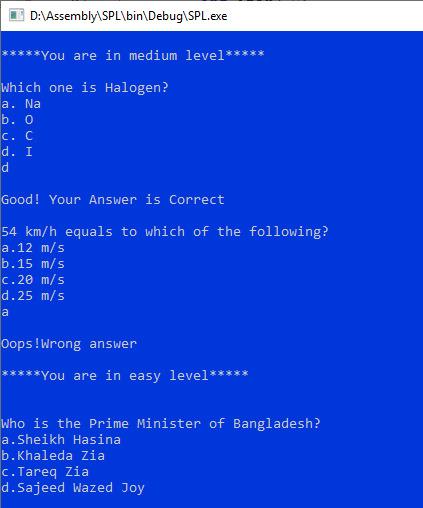 D:\Assembly\SPL\bin\Debug\SPL.exe
*****You are in medium level*****
Which one is Halogen?
a. Na
b. O
c. C
d. I
d
Good! Your Answer is Correct
54 km/h equals to which of the following?
a.12 m/s
b.15 m/s
c.20 m/s
d.25 m/s
a
Oops!Wrong answer
*****You are in easy level*****
Who is the Prime Minister of Bangladesh?
a.Sheikh Hasina
b.Khaleda Zia
c.Tareq Zia
d.Sajeed Wazed Joy